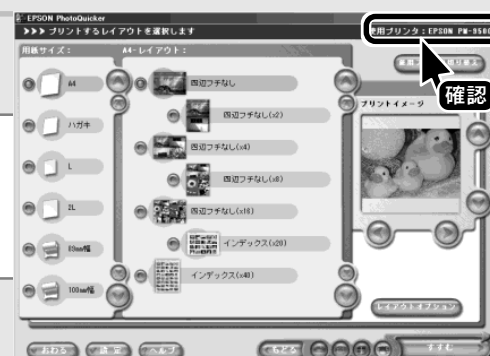 EPSON PhotoQuicker
>>> プリントするレイアウトを選択します
使用プリンタ：EPSON PM-950C
用紙サイズ：
A4-レイアウト：
確認
A4
四辺フチなし
プリントイメージ
ハガキ
四辺フチなし(x2)
四辺フチなし(x4)
L
四辺フチなし(x8)
2L
四辺フチなし(x16)
89mm幅
インデックス(x20)
100mm幅
インデックス(x40)
レイアウトオプション
おわる
設定
ヘルプ
もどる
すすむ